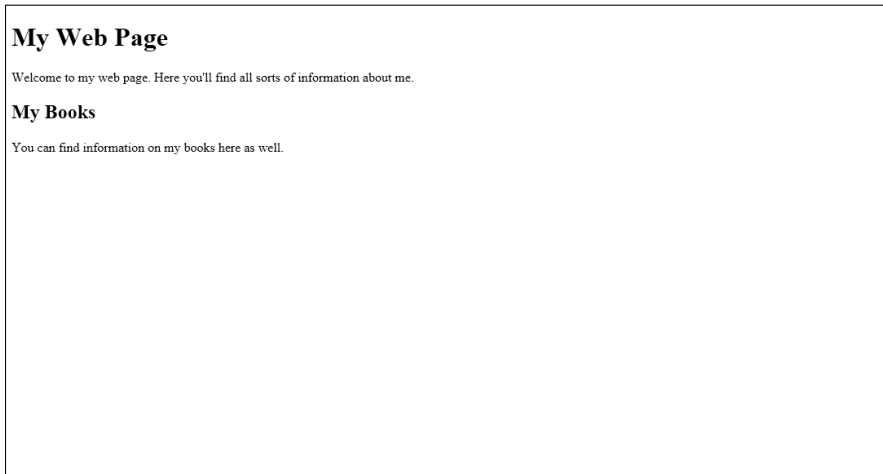 My Web Page
Welcome to my web page. Here you'll find all sorts of information about me.
My Books
You can find information on my books here as well.